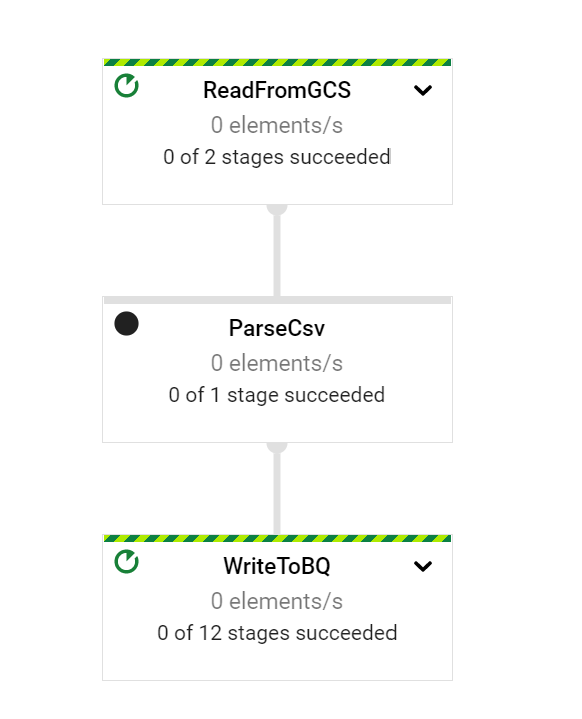 ReadFromGCS
0 elements/s
0 of 2 stages succeeded
ParseCsv
0 elements/s
0 of 1 stage succeeded
WriteToBQ
0 elements/s
0 of 12 stages succeeded